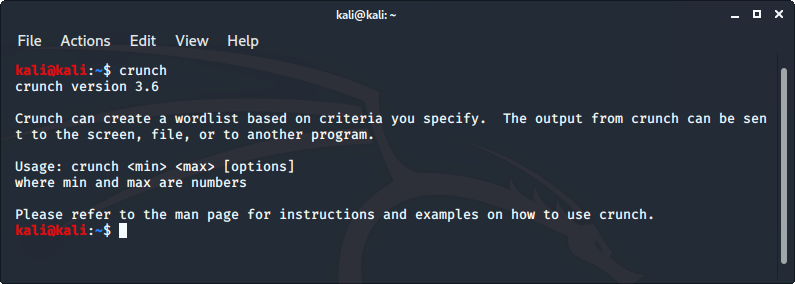 kali@kali: ~
File Actions Edit View Help
kali@kali:~$ crunch
crunch version 3.6
Crunch can create a wordlist based on criteria you specify.  The output from crunch can be sen
t to the screen, file, or to another program.
Usage: crunch <min> <max> [options]
where min and max are numbers
Please refer to the man page for instructions and examples on how to use crunch.
kali@kali:~$